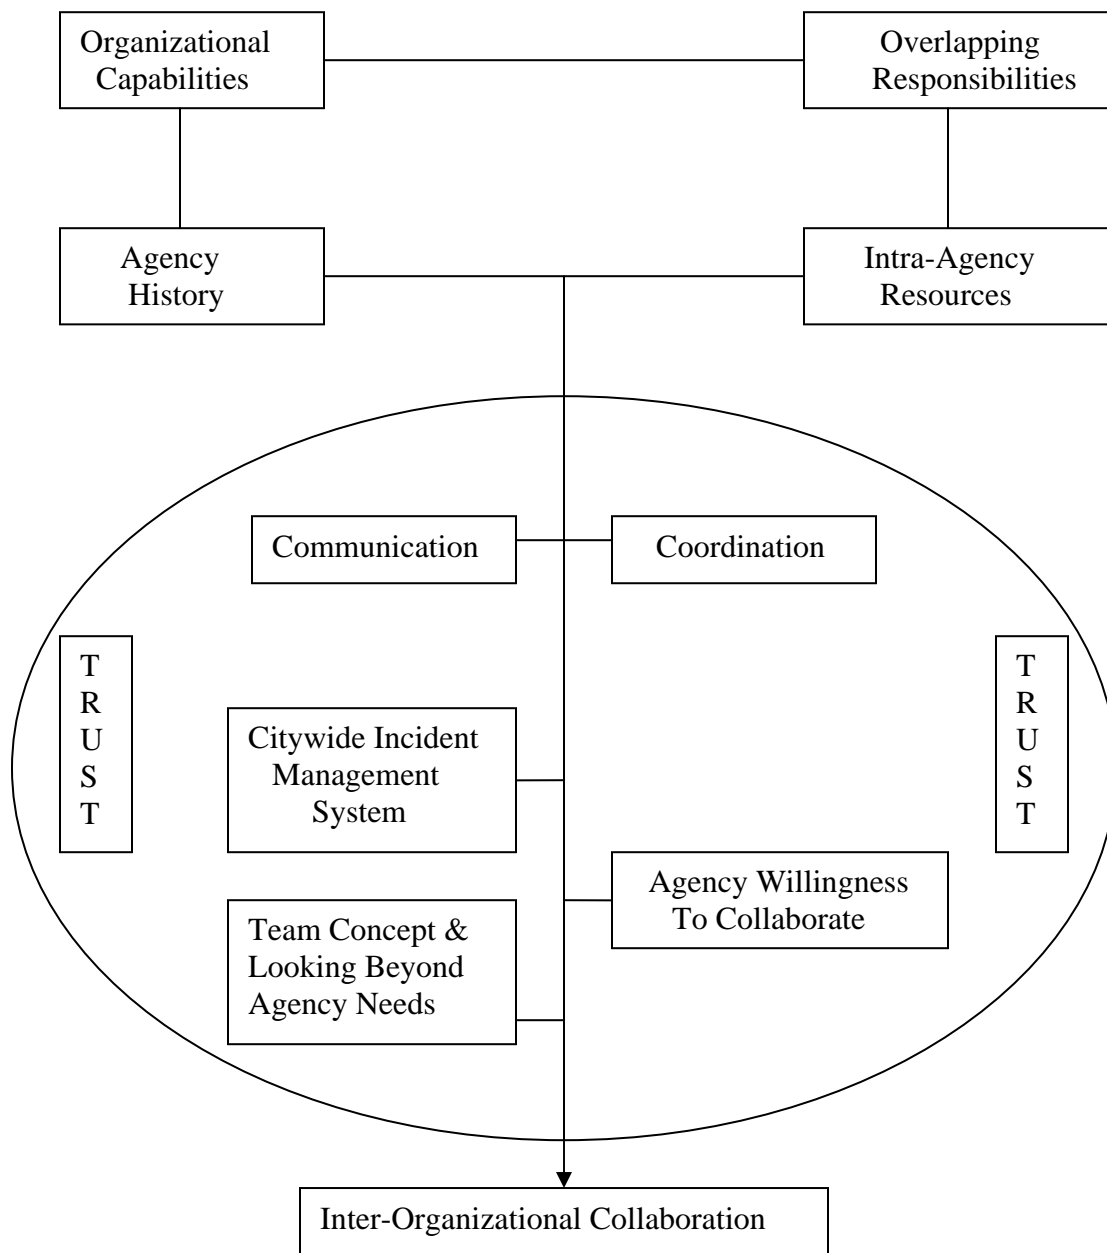 Organizational
Capabilities
Overlapping
Responsibilities
Agency
History
Intra-Agency
Resources
Communication
Coordination
T
R
U
S
T
T
R
U
S
T
Citywide Incident
Management
System
Agency Willingness
To Collaborate
Team Concept &
Looking Beyond
Agency Needs
Inter-Organizational Collaboration